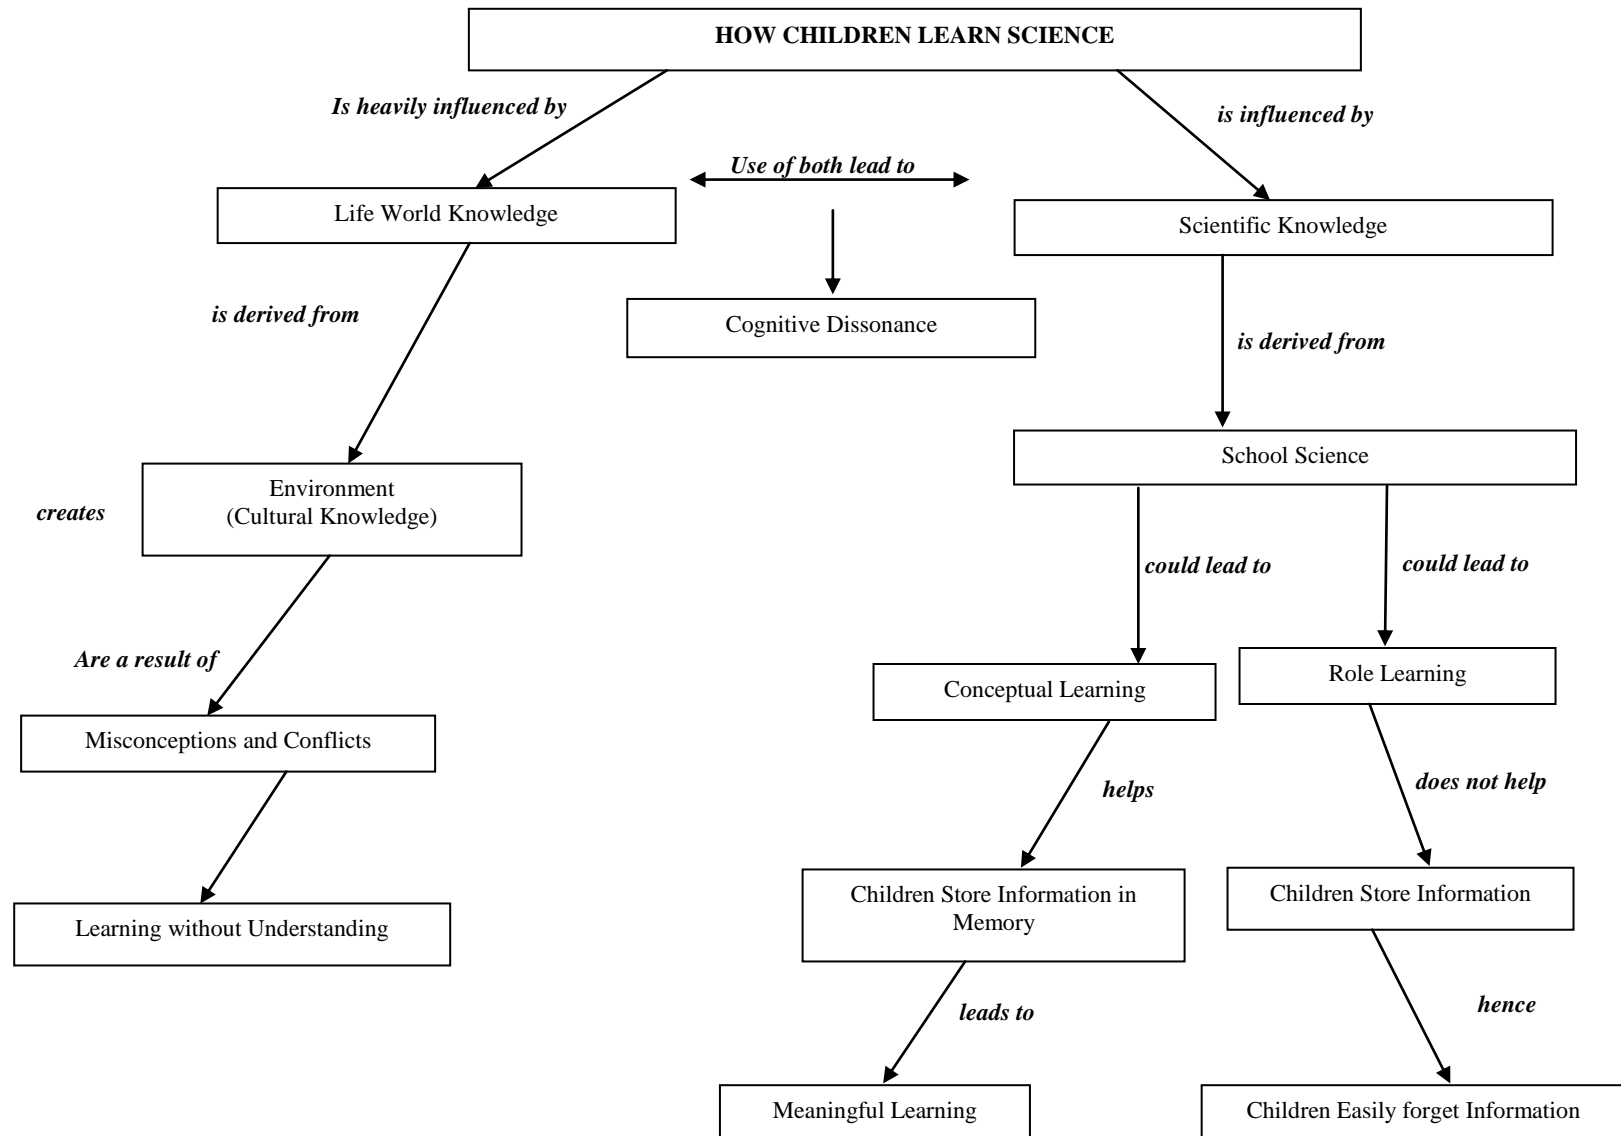 HOW CHILDREN LEARN SCIENCE
Is heavily influenced by
is influenced by
Use of both lead to
Life World Knowledge
Scientific Knowledge
is derived from
Cognitive Dissonance
is derived from
School Science
Environment
(Cultural Knowledge)
creates
could lead to
could lead to
Are a result of
Conceptual Learning
Role Learning
Misconceptions and Conflicts
helps
does not help
Children Store Information in
Memory
Children Store Information
Learning without Understanding
leads to
hence
Meaningful Learning
Children Easily forget Information